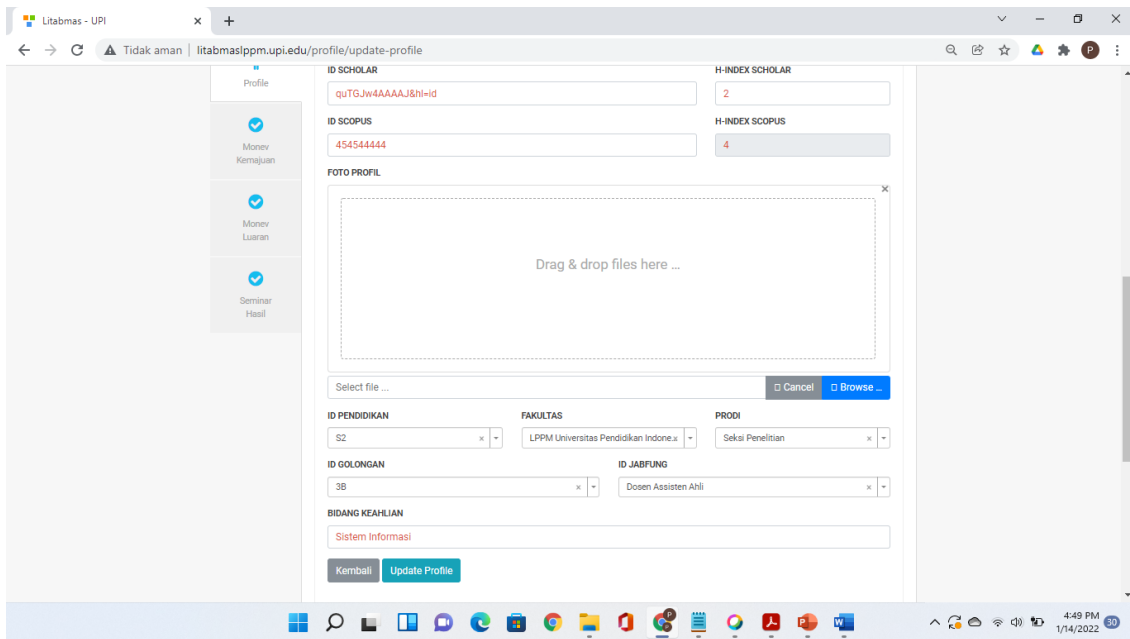 Litabmas - UPI
Tidak aman | litabmaslppm.upi.edu/profile/update-profile
P
Profile
ID SCHOLAR
H-INDEX SCHOLAR
quTGJw4AAAAJ&hl=id
2
ID SCOPUS
H-INDEX SCOPUS
454544444
4
Monev
Kemajuan
FOTO PROFIL
Monev
Luaran
Drag & drop files here ...
Seminar
Hasil
Select file ...
Cancel
Browse ...
ID PENDIDIKAN
FAKULTAS
PRODI
S2
LPPM Universitas Pendidikan Indone...
Seksi Penelitian
ID GOLONGAN
ID JABFUNG
3B
Dosen Assisten Ahli
BIDANG KEAHLIAN
Sistem Informasi
Kembali
Update Profile
4:49 PM
1/14/2022
30